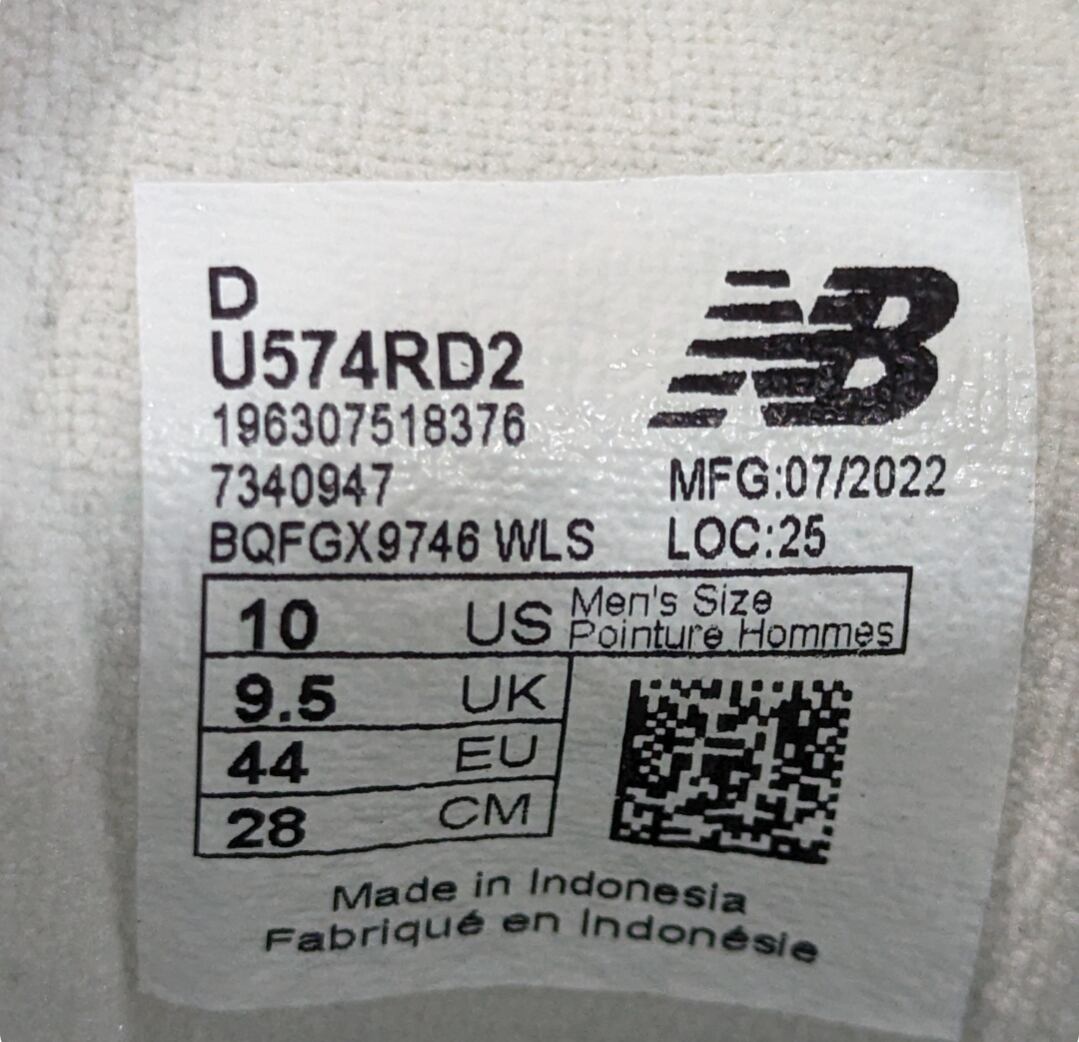 D
U574RD2
196307518376
7340947
BQFGX9746 WLS
NB
MFG:07/2022
LOC:25
10 US Men's Size
Pointure Hommes
9.5 UK
44 EU
28 CM
Made in Indonesia
Fabriqué en Indonésie